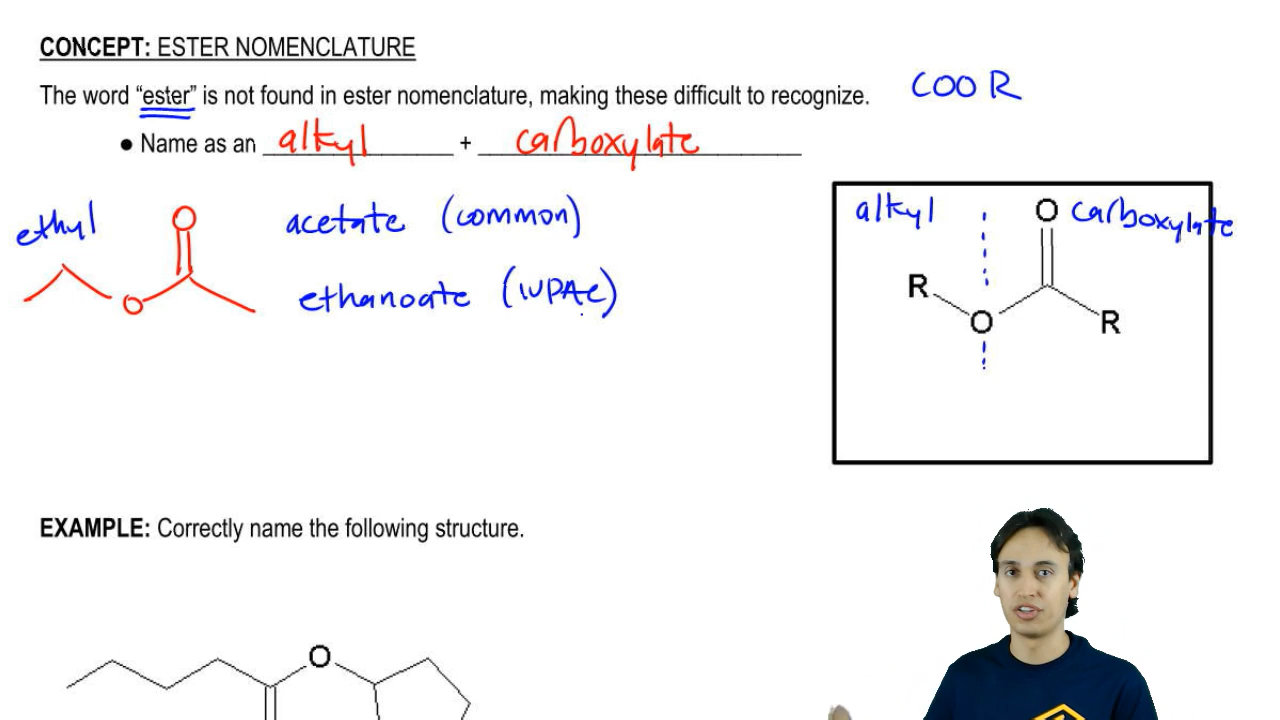 CONCEPT: ESTER NOMENCLATURE
The word “ester” is not found in ester nomenclature, making these difficult to recognize.
COOR
● Name as an alkyl + carboxylate
ethyl
O
O
acetate (common)
ethanoate (IUPAC)
alkyl
O
carboxylate
R
O
R
EXAMPLE: Correctly name the following structure.
O